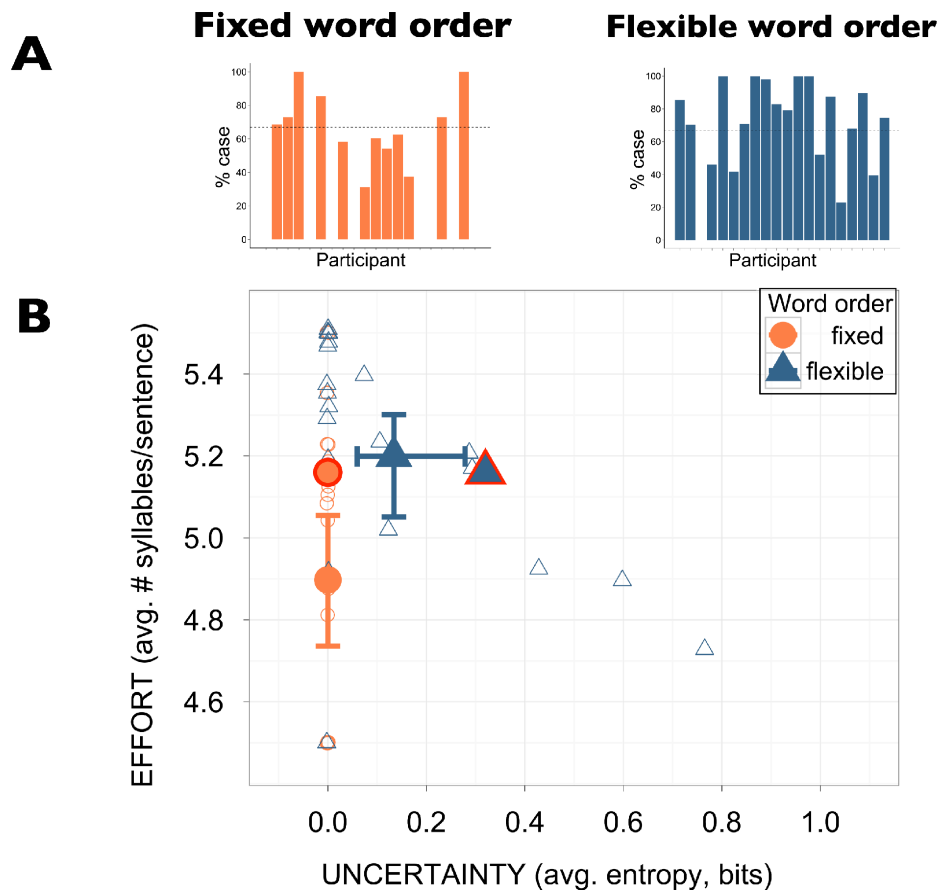 Fixed word order
Flexible word order
A
100
80
60
40
20
0
% case
Participant
100
80
60
40
20
0
% case
Participant
B
Word order
fixed
flexible
5.4
5.2
5.0
4.8
4.6
EFFORT (avg. # syllables/sentence)
0.0 0.2 0.4 0.6 0.8 1.0
UNCERTAINTY (avg. entropy, bits)